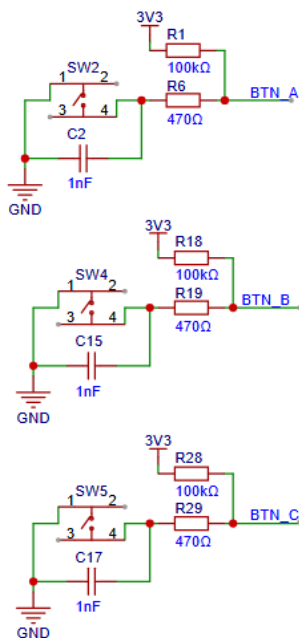 3V3
R1
100kΩ
SW2
1 2
3 4
R6
470Ω
BTN_A
C2
1nF
GND
3V3
R18
100kΩ
SW4
1 2
3 4
R19
470Ω
BTN_B
C15
1nF
GND
3V3
R28
100kΩ
SW5
1 2
3 4
R29
470Ω
BTN_C
C17
1nF
GND